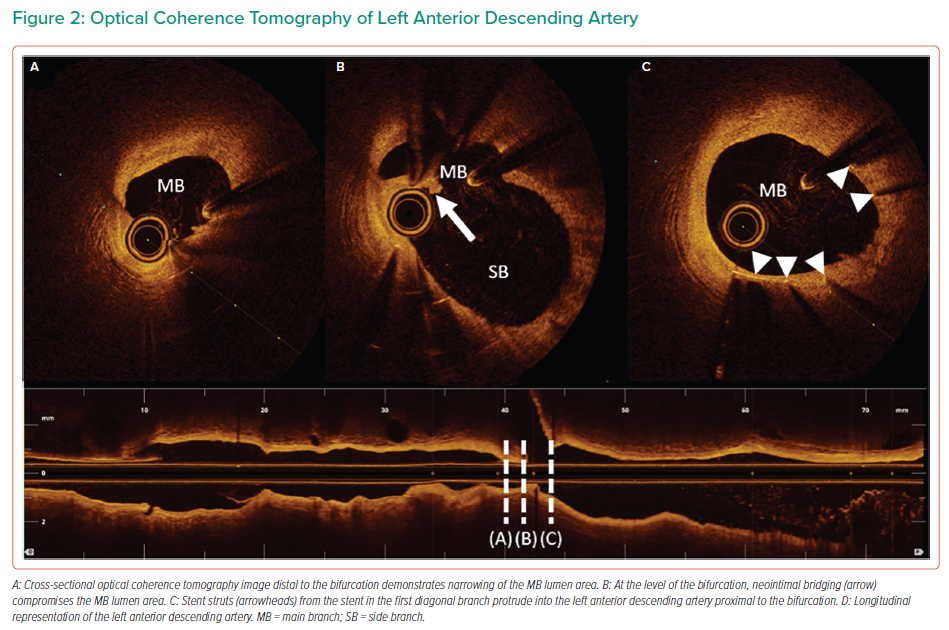 Figure 2: Optical Coherence Tomography of Left Anterior Descending Artery
A
B
C
MB
MB
SB
MB
10 20 30 40 50 60 70 mm
mm
0
2
(A) (B) (C)
D P
A: Cross-sectional optical coherence tomography image distal to the bifurcation demonstrates narrowing of the MB lumen area. B: At the level of the bifurcation, neointimal bridging (arrow)
compromises the MB lumen area. C: Stent struts (arrowheads) from the stent in the first diagonal branch protrude into the left anterior descending artery proximal to the bifurcation. D: Longitudinal
representation of the left anterior descending artery. MB = main branch; SB = side branch.